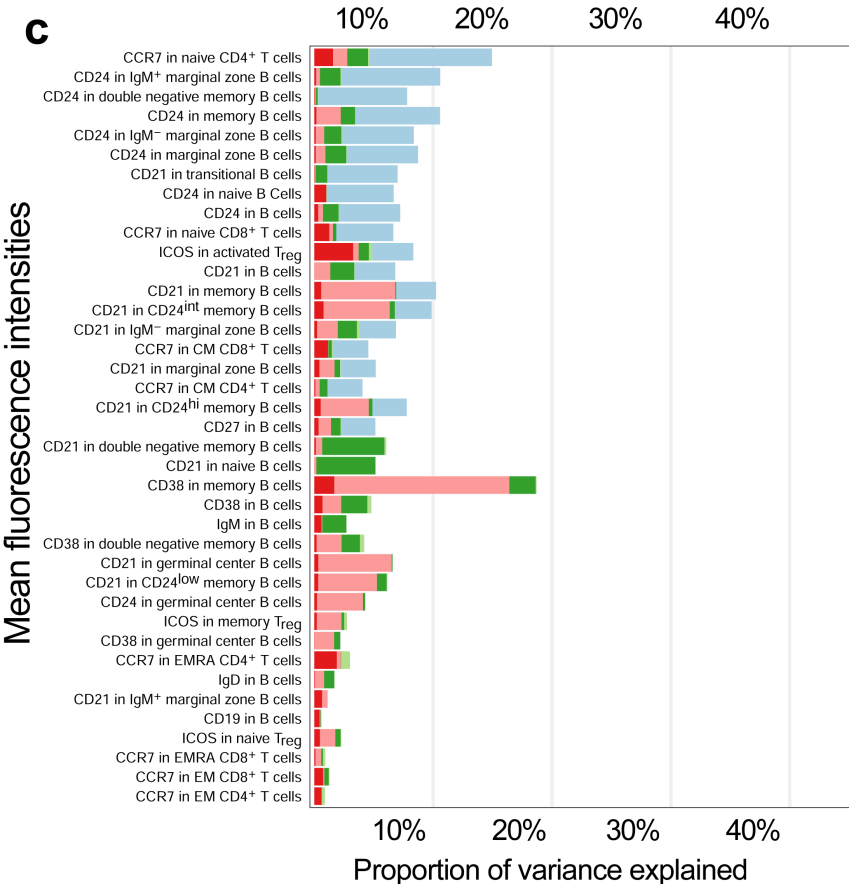 c
10% 20% 30% 40%
CCR7 in naive CD4⁺ T cells
CD24 in IgM⁺ marginal zone B cells
CD24 in double negative memory B cells
CD24 in memory B cells
CD24 in IgM⁻ marginal zone B cells
CD24 in marginal zone B cells
CD21 in transitional B cells
CD24 in naive B Cells
CD24 in B cells
CCR7 in naive CD8⁺ T cells
ICOS in activated Treg
CD21 in B cells
CD21 in memory B cells
CD21 in CD24int memory B cells
CD21 in IgM⁻ marginal zone B cells
CCR7 in CM CD8⁺ T cells
CD21 in marginal zone B cells
CCR7 in CM CD4⁺ T cells
CD21 in CD24hi memory B cells
CD27 in B cells
CD21 in double negative memory B cells
CD21 in naive B cells
CD38 in memory B cells
CD38 in B cells
IgM in B cells
CD38 in double negative memory B cells
CD21 in germinal center B cells
CD21 in CD24low memory B cells
CD24 in germinal center B cells
ICOS in memory Treg
CD38 in germinal center B cells
CCR7 in EMRA CD4⁺ T cells
IgD in B cells
CD21 in IgM⁺ marginal zone B cells
CD19 in B cells
ICOS in naive Treg
CCR7 in EMRA CD8⁺ T cells
CCR7 in EM CD8⁺ T cells
CCR7 in EM CD4⁺ T cells
Mean fluorescence intensities
10% 20% 30% 40%
Proportion of variance explained